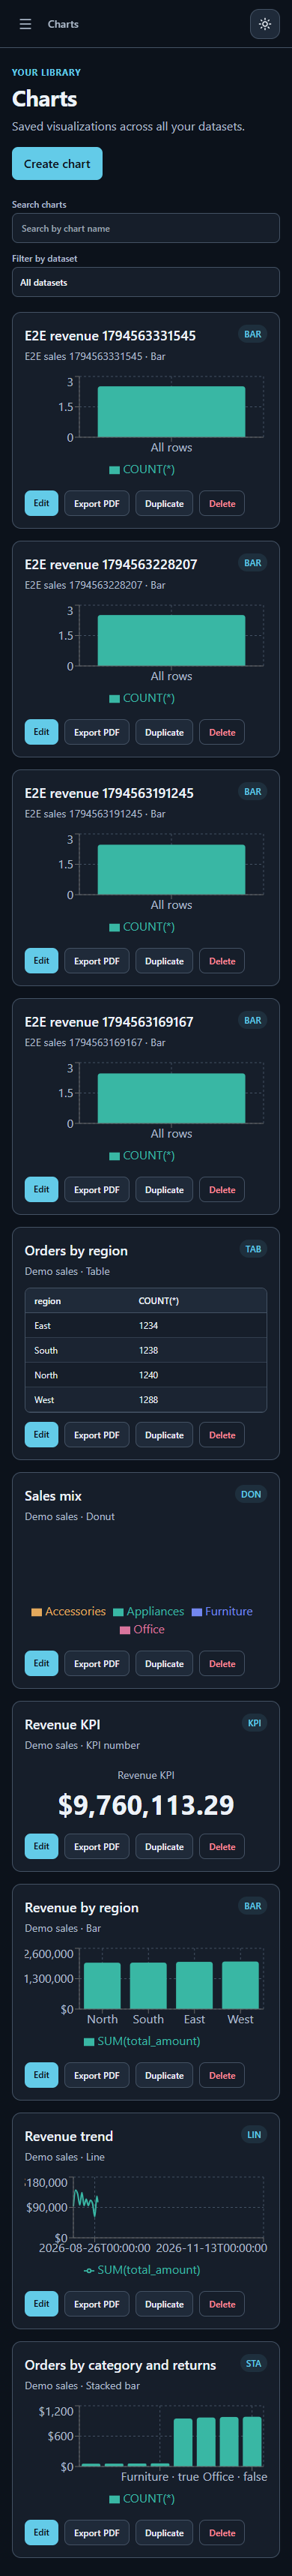 Charts
YOUR LIBRARY
Charts
Saved visualizations across all your datasets.
Create chart
Search charts
Search by chart name
Filter by dataset
All datasets
E2E revenue 1794563331545 BAR
E2E sales 1794563331545 · Bar
3
1.5
0
All rows
COUNT(*)
Edit Export PDF Duplicate Delete
E2E revenue 1794563228207 BAR
E2E sales 1794563228207 · Bar
3
1.5
0
All rows
COUNT(*)
Edit Export PDF Duplicate Delete
E2E revenue 1794563191245 BAR
E2E sales 1794563191245 · Bar
3
1.5
0
All rows
COUNT(*)
Edit Export PDF Duplicate Delete
E2E revenue 1794563169167 BAR
E2E sales 1794563169167 · Bar
3
1.5
0
All rows
COUNT(*)
Edit Export PDF Duplicate Delete
Orders by region TAB
Demo sales · Table
region COUNT(*)
East 1234
South 1238
North 1240
West 1288
Edit Export PDF Duplicate Delete
Sales mix DON
Demo sales · Donut
Accessories Appliances Furniture
Office
Edit Export PDF Duplicate Delete
Revenue KPI KPI
Demo sales · KPI number
Revenue KPI
$9,760,113.29
Edit Export PDF Duplicate Delete
Revenue by region BAR
Demo sales · Bar
2,600,000
1,300,000
$0
North South East West
SUM(total_amount)
Edit Export PDF Duplicate Delete
Revenue trend LIN
Demo sales · Line
180,000
$90,000
$0
2026-08-26T00:00:00 2026-11-13T00:00:00
SUM(total_amount)
Edit Export PDF Duplicate Delete
Orders by category and returns STA
Demo sales · Stacked bar
$1,200
$600
$0
Furniture · true Office · false
COUNT(*)
Edit Export PDF Duplicate Delete